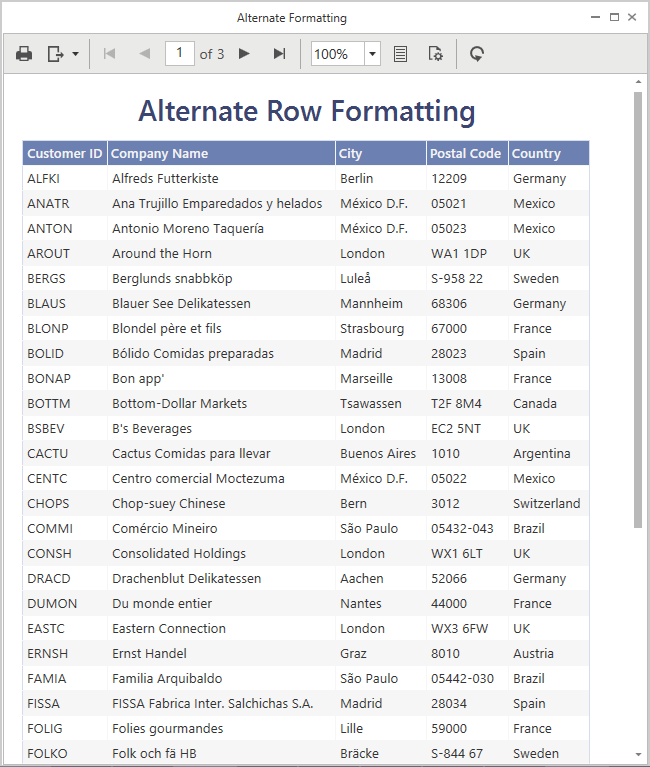 Alternate Formatting
1 of 3 100%
Alternate Row Formatting
Customer ID Company Name City Postal Code Country
ALFKI Alfreds Futterkiste Berlin 12209 Germany
ANATR Ana Trujillo Emparedados y helados México D.F. 05021 Mexico
ANTON Antonio Moreno Taquería México D.F. 05023 Mexico
AROUT Around the Horn London WA1 1DP UK
BERGS Berglunds snabbköp Luleå S-958 22 Sweden
BLAUS Blauer See Delikatessen Mannheim 68306 Germany
BLONP Blondel père et fils Strasbourg 67000 France
BOLID Bólido Comidas preparadas Madrid 28023 Spain
BONAP Bon app' Marseille 13008 France
BOTTM Bottom-Dollar Markets Tsawassen T2F 8M4 Canada
BSBEV B's Beverages London EC2 5NT UK
CACTU Cactus Comidas para llevar Buenos Aires 1010 Argentina
CENTC Centro comercial Moctezuma México D.F. 05022 Mexico
CHOPS Chop-suey Chinese Bern 3012 Switzerland
COMMI Comércio Mineiro São Paulo 05432-043 Brazil
CONSH Consolidated Holdings London WX1 6LT UK
DRACD Drachenblut Delikatessen Aachen 52066 Germany
DUMON Du monde entier Nantes 44000 France
EASTC Eastern Connection London WX3 6FW UK
ERNSH Ernst Handel Graz 8010 Austria
FAMIA Familia Arquibaldo São Paulo 05442-030 Brazil
FISSA FISSA Fabrica Inter. Salchichas S.A. Madrid 28034 Spain
FOLIG Folies gourmandes Lille 59000 France
FOLKO Folk och fä HB Bräcke S-844 67 Sweden